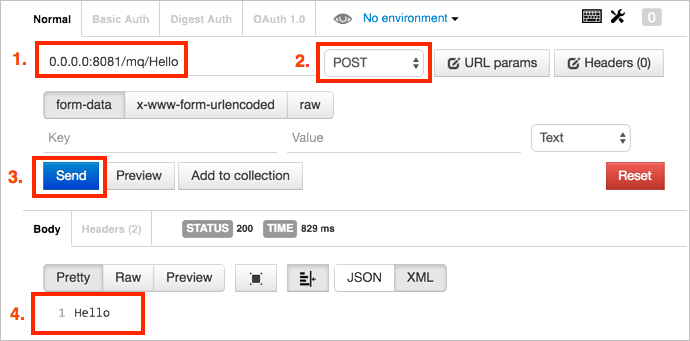 Normal Basic Auth Digest Auth OAuth 1.0 No environment 0
1. 0.0.0.0:8081/mq/Hello 2. POST URL params Headers (0)
form-data x-www-form-urlencoded raw
Key Value Text
3. Send Preview Add to collection Reset
Body Headers (2) STATUS 200 TIME 829 ms
Pretty Raw Preview JSON XML
4. 1 Hello